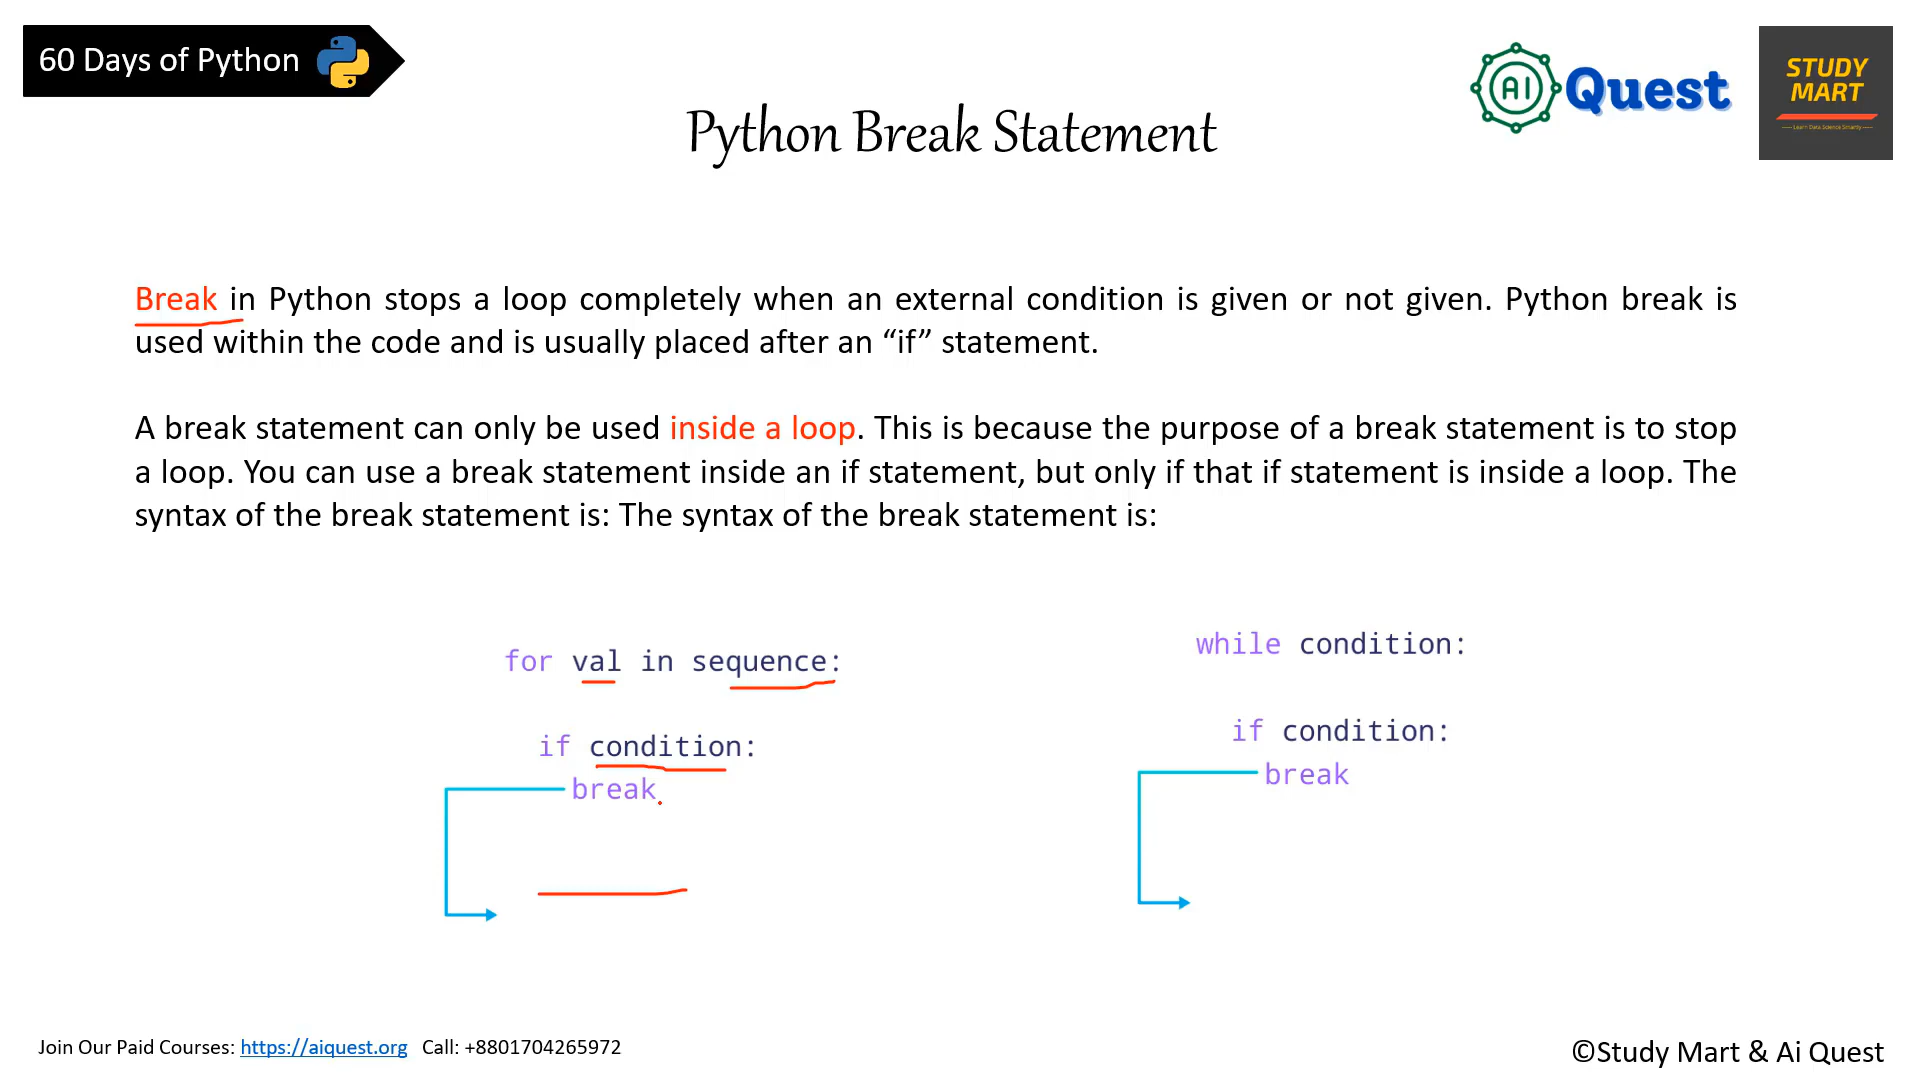 60 Days of Python
AI Quest
STUDY
MART
Learn Data Science Smartly
Python Break Statement
Break in Python stops a loop completely when an external condition is given or not given. Python break is
used within the code and is usually placed after an “if” statement.
A break statement can only be used inside a loop. This is because the purpose of a break statement is to stop
a loop. You can use a break statement inside an if statement, but only if that if statement is inside a loop. The
syntax of the break statement is: The syntax of the break statement is:
for val in sequence:
if condition:
break
while condition:
if condition:
break
Join Our Paid Courses: https://aiquest.org Call: +8801704265972
©Study Mart & Ai Quest